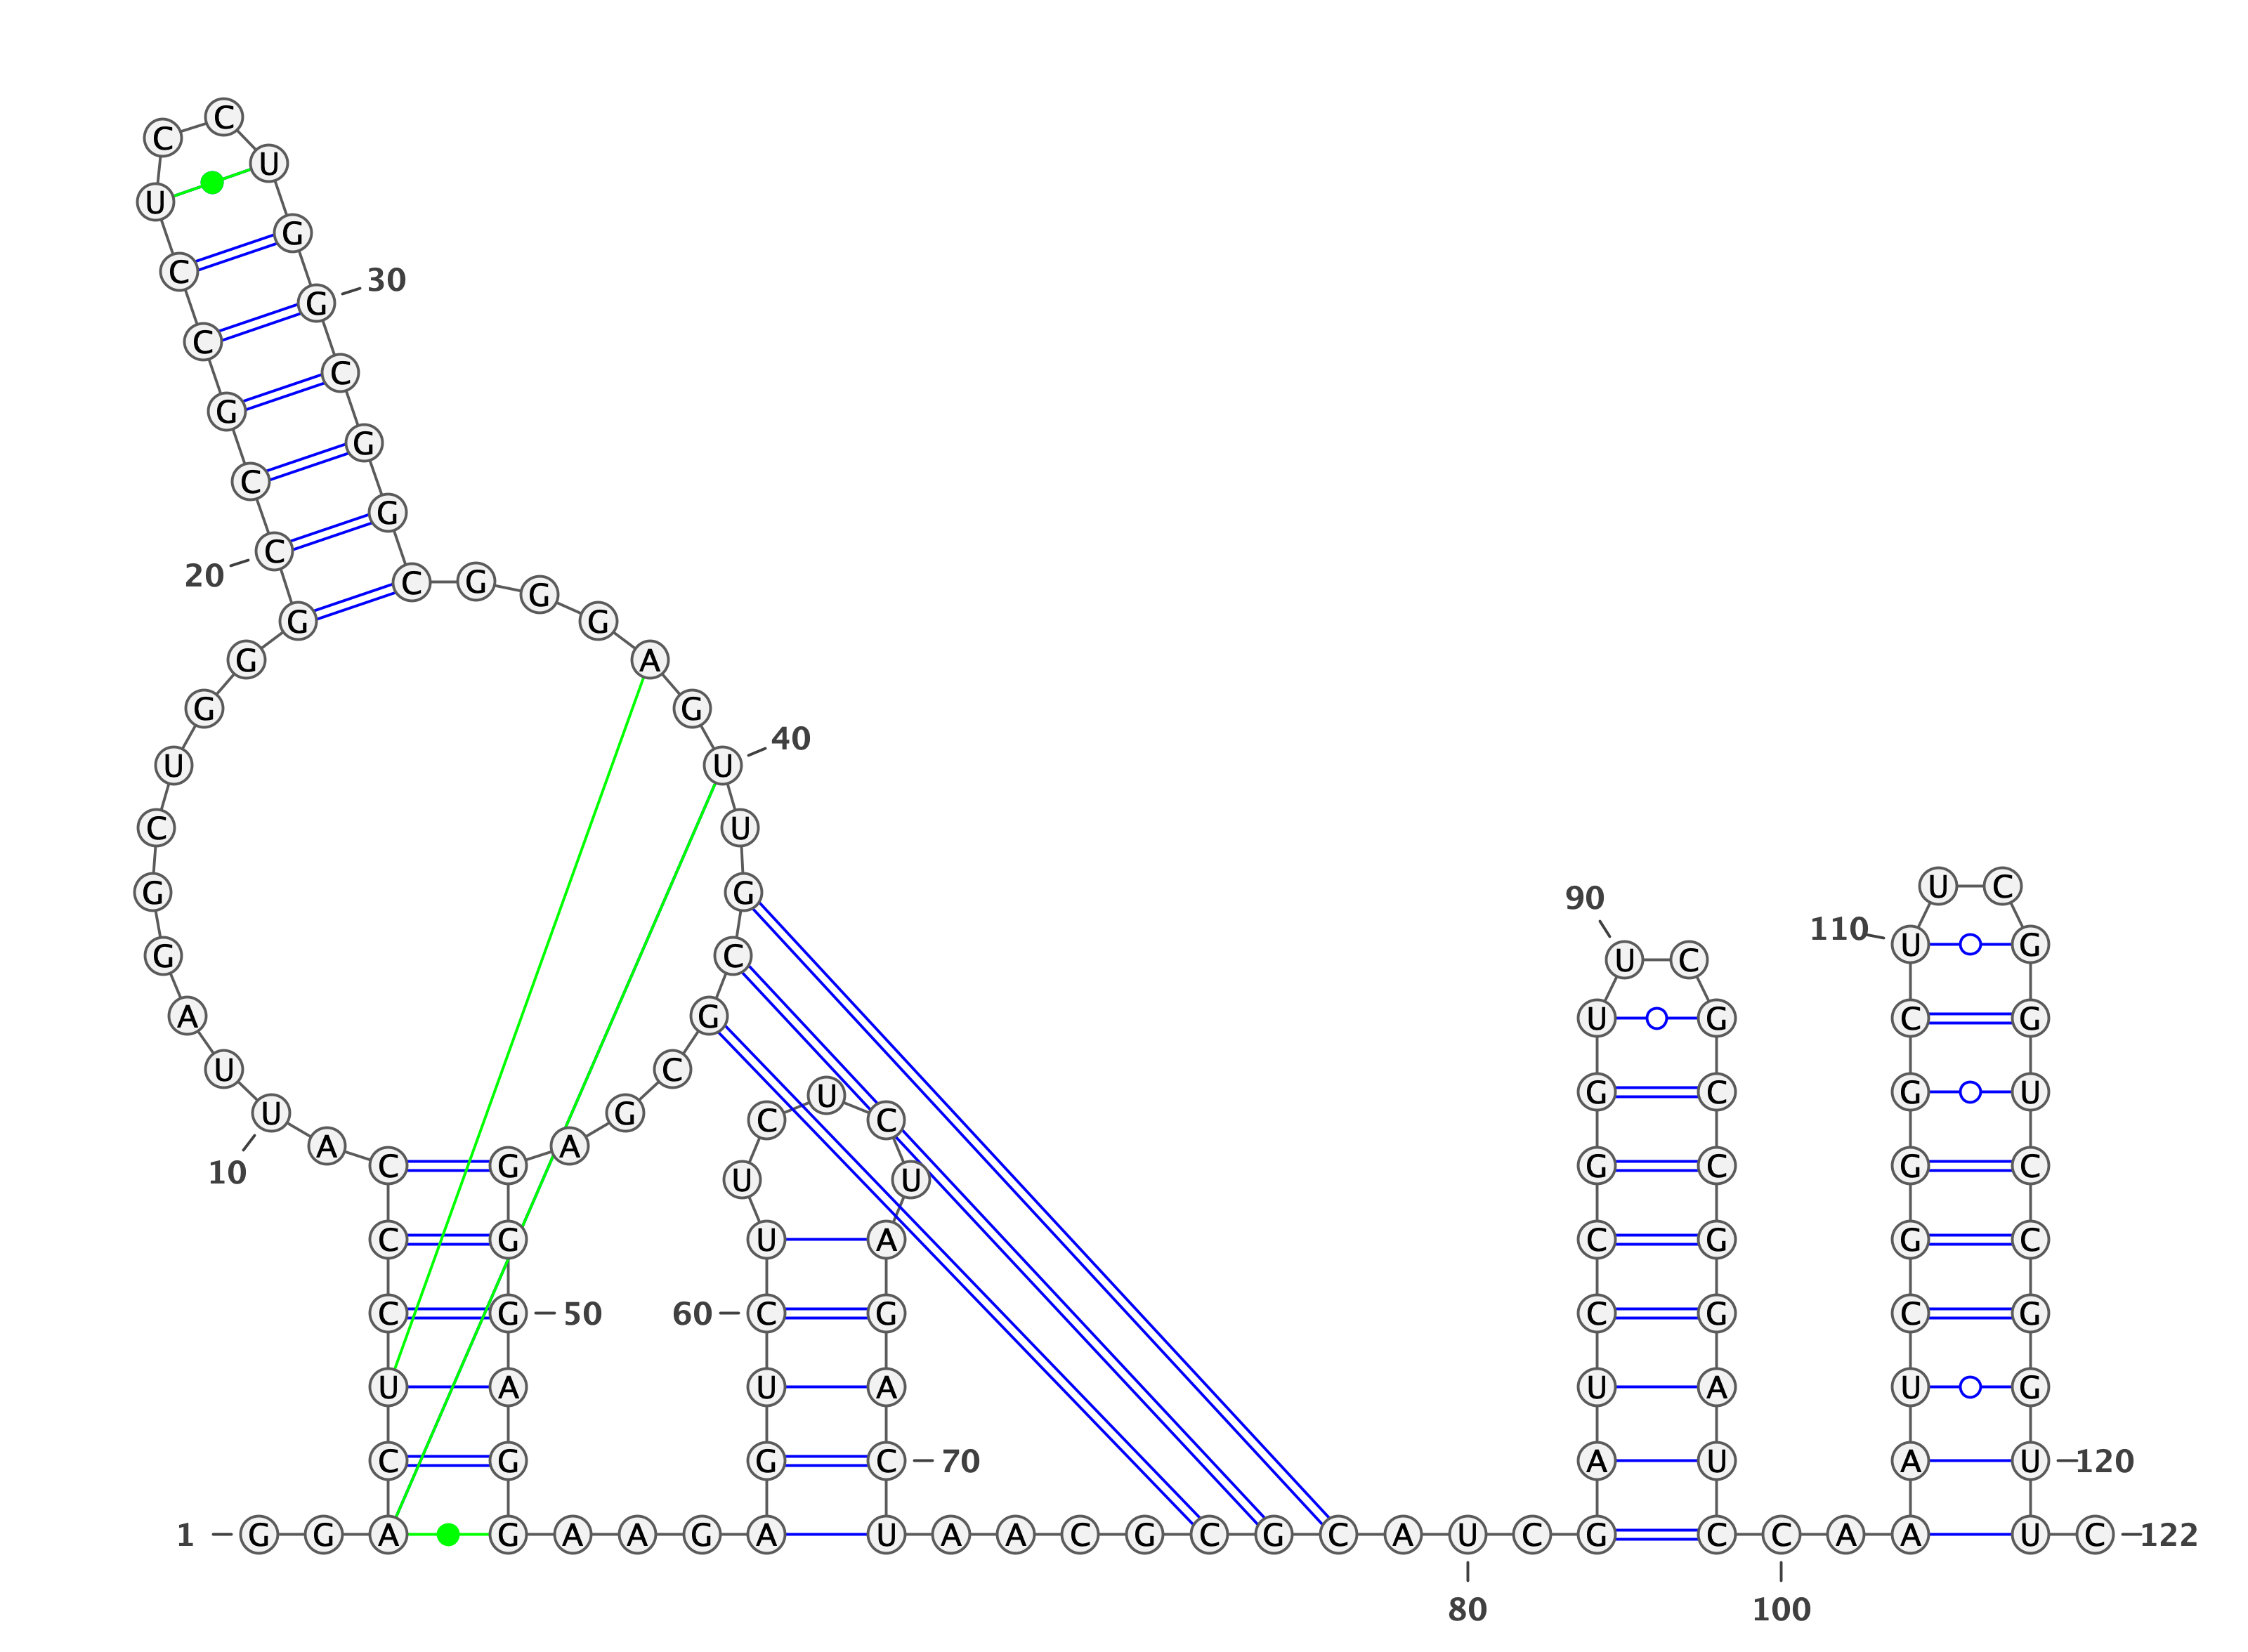 C C
U
U
G
C G 30
C C
G G
C G
20 C C G G
G G
G A
G G
U U 40
C U
G G 90 U C
G C 110 U G U C
A G U G C G
U C G C G U
U G C U C
10 A C G A U U G C G C
C G U A C G G C
C G 50 60 C G C G C G
U A U A U A U G
C G G C 70 A U A U 120
1 G G A G A A G A U A A C G C G C A U C G C C A A U C 122
80 100